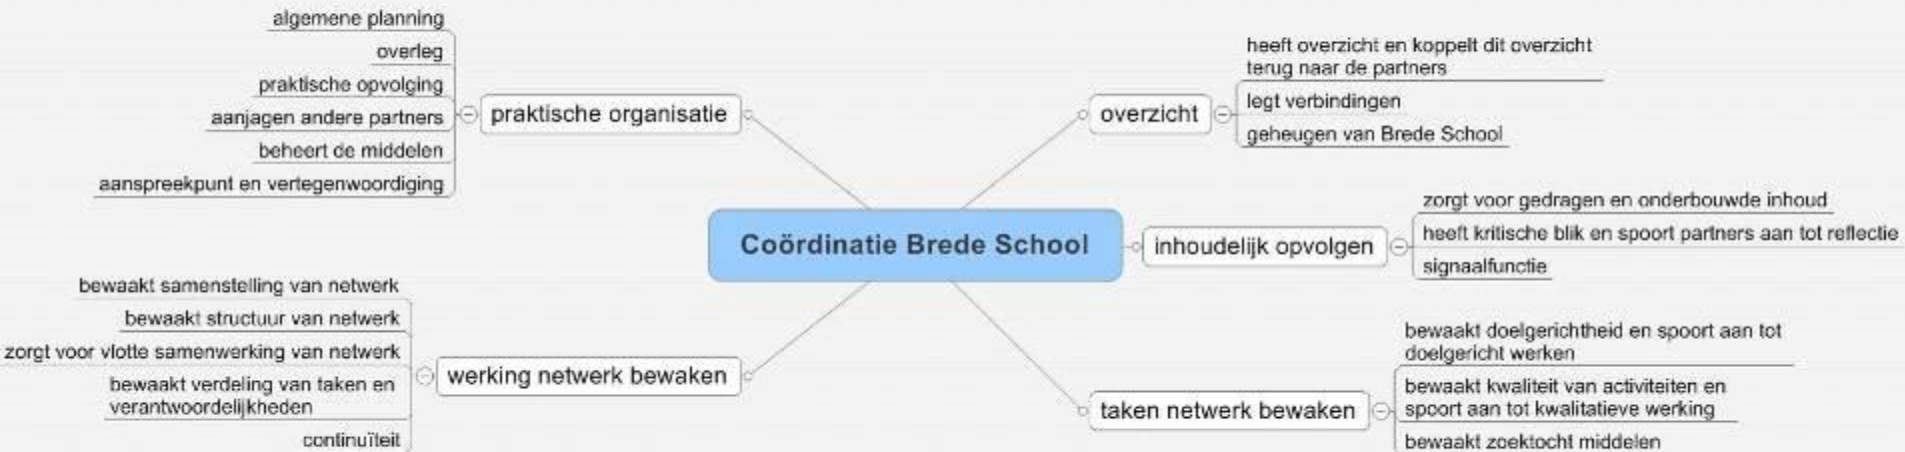 algemene planning
overleg
praktische opvolging
aanjagen andere partners
beheert de middelen
aanspreekpunt en vertegenwoordiging
praktische organisatie
bewaakt samenstelling van netwerk
bewaakt structuur van netwerk
zorgt voor vlotte samenwerking van netwerk
bewaakt verdeling van taken en
verantwoordelijkheden
continuïteit
werking netwerk bewaken
Coördinatie Brede School
overzicht
heeft overzicht en koppelt dit overzicht
terug naar de partners
legt verbindingen
geheugen van Brede School
inhoudelijk opvolgen
zorgt voor gedragen en onderbouwde inhoud
heeft kritische blik en spoort partners aan tot reflectie
signaalfunctie
taken netwerk bewaken
bewaakt doelgerichtheid en spoort aan tot
doelgericht werken
bewaakt kwaliteit van activiteiten en
spoort aan tot kwalitatieve werking
bewaakt zoektocht middelen